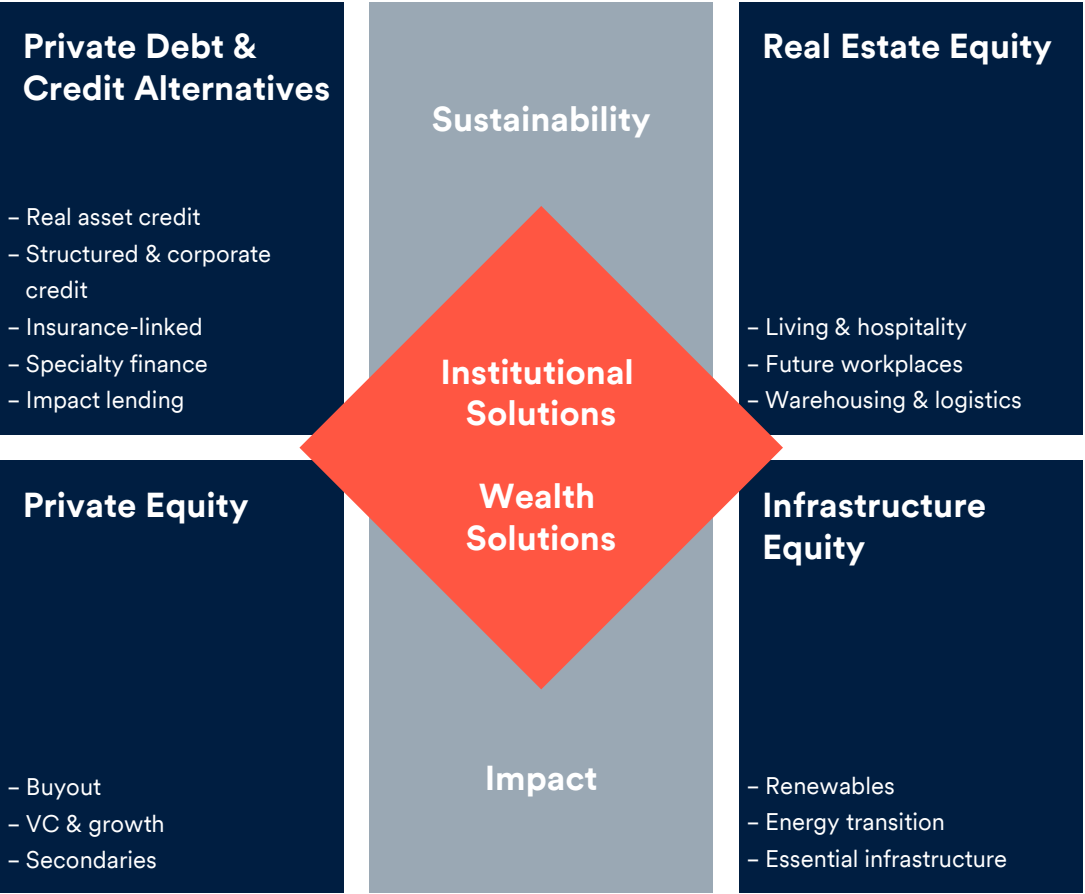 Private Debt &
Credit Alternatives
– Real asset credit
– Structured & corporate
credit
– Insurance-linked
– Specialty finance
– Impact lending
Sustainability
Real Estate Equity
– Living & hospitality
– Future workplaces
– Warehousing & logistics
Institutional
Solutions
Wealth
Solutions
Private Equity
– Buyout
– VC & growth
– Secondaries
Impact
Infrastructure
Equity
– Renewables
– Energy transition
– Essential infrastructure